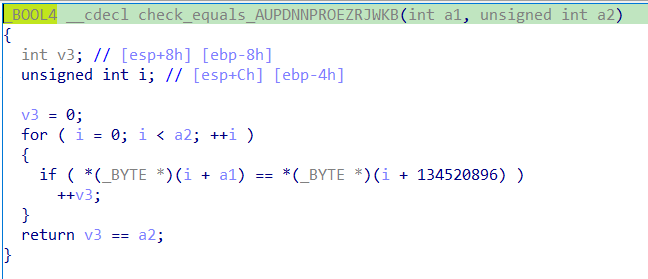 _BOOL4 __cdecl check_equals_AUPDNNPROEZRJWKB(int a1, unsigned int a2)
{
  int v3; // [esp+8h] [ebp-8h]
  unsigned int i; // [esp+Ch] [ebp-4h]

  v3 = 0;
  for ( i = 0; i < a2; ++i )
  {
    if ( *(_BYTE *)(i + a1) == *(_BYTE *)(i + 134520896) )
      ++v3;
  }
  return v3 == a2;
}